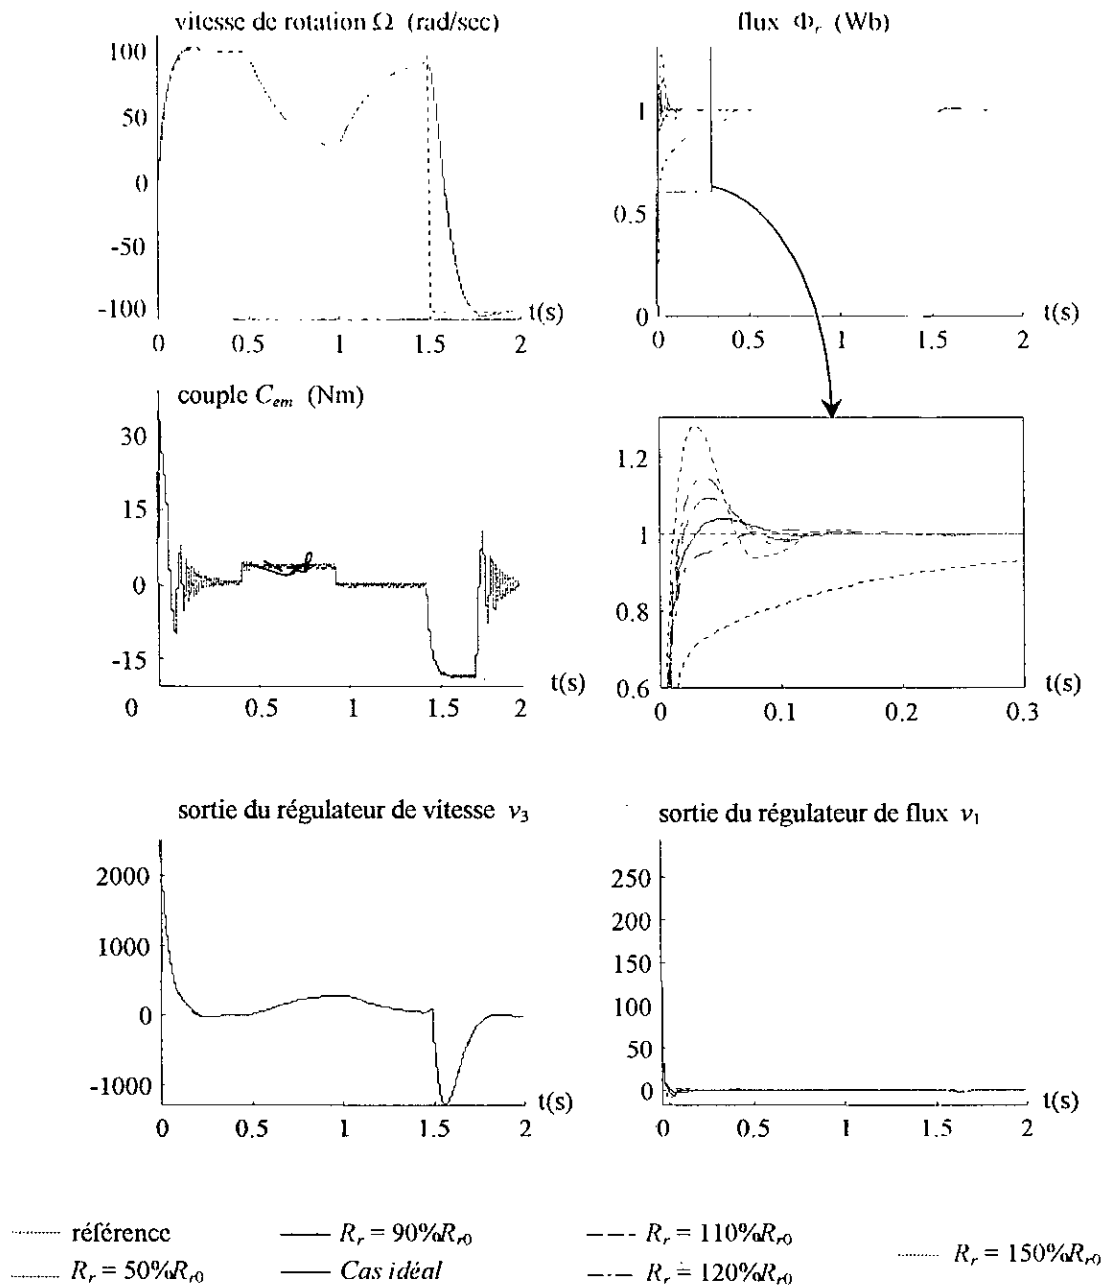 vitesse de rotation Ω (rad/sec)
flux Φr (Wb)
100
50
0
-50
-100
t(s)
0 0.5 1 1.5 2
1
0.5
0
t(s)
0 0.5 1 1.5 2
couple Cem (Nm)
30
15
0
-15
t(s)
0 0.5 1 1.5 2
1.2
1
0.8
0.6
0 0.1 0.2 0.3
sortie du régulateur de vitesse v3
sortie du régulateur de flux v1
2000
1000
0
-1000
t(s)
0 0.5 1 1.5 2
250
200
150
100
50
0
t(s)
0 0.5 1 1.5 2
référence
Rr = 90%Rr0
Rr = 110%Rr0
Rr = 150%Rr0
Rr = 50%Rr0
Cas idéal
Rr = 120%Rr0